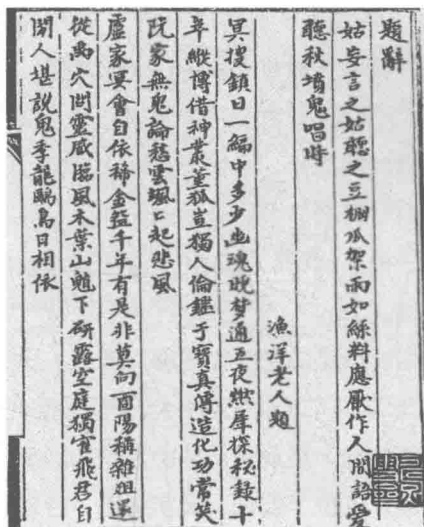 題辭
姑妄言之姑聽之豆棚瓜架雨如絲料應厭作人間語愛
聽秋墳鬼唱時
漁洋老人題
冥搜鎮日一編中多少幽魂曉梦通五夜燃犀探秘錄十
年縱博借神叢董狐豈獨人倫鑑干寶真傳造化功常笑
阮家無鬼論愁雲颯〻起悲風
盧家冥會自依稀金盌千年有是非莫向酉陽稱雜俎還
從禹穴問靈威臨風木葉山魈下研露空庭獨寉飛君自
閒人堪說鬼季龍鷗鳥日相依